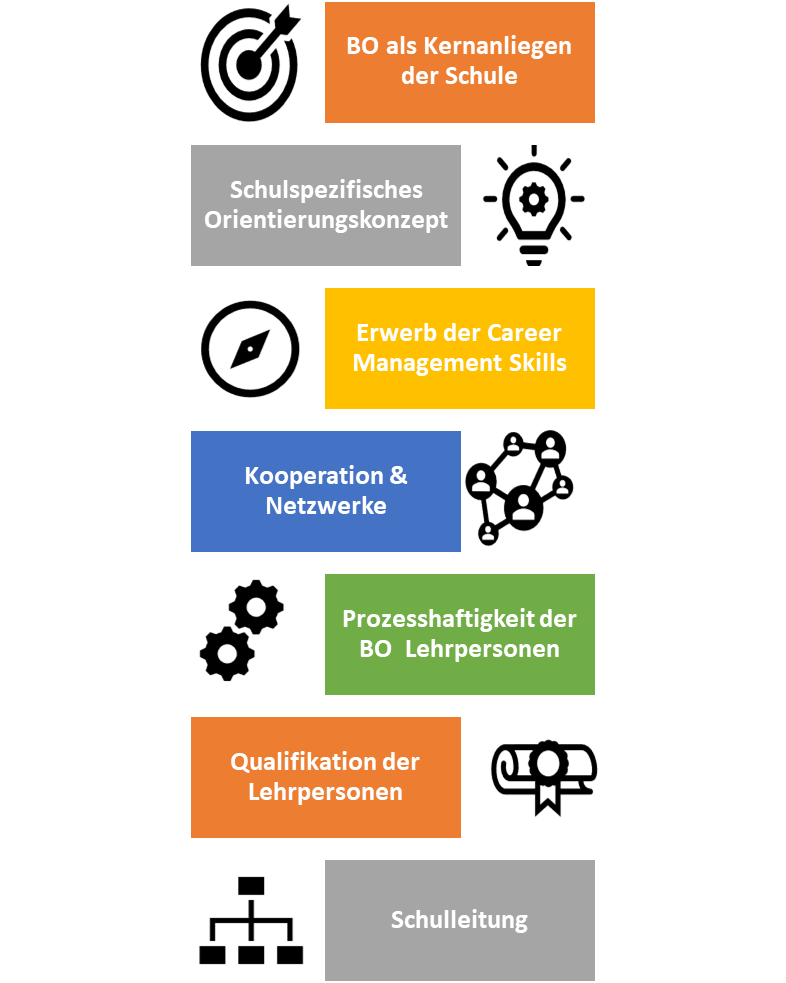 BO als Kernanliegen
der Schule
Schulspezifisches
Orientierungskonzept
Erwerb der Career
Management Skills
Kooperation &
Netzwerke
Prozesshaftigkeit der
BO  Lehrpersonen
Qualifikation der
Lehrpersonen
Schulleitung